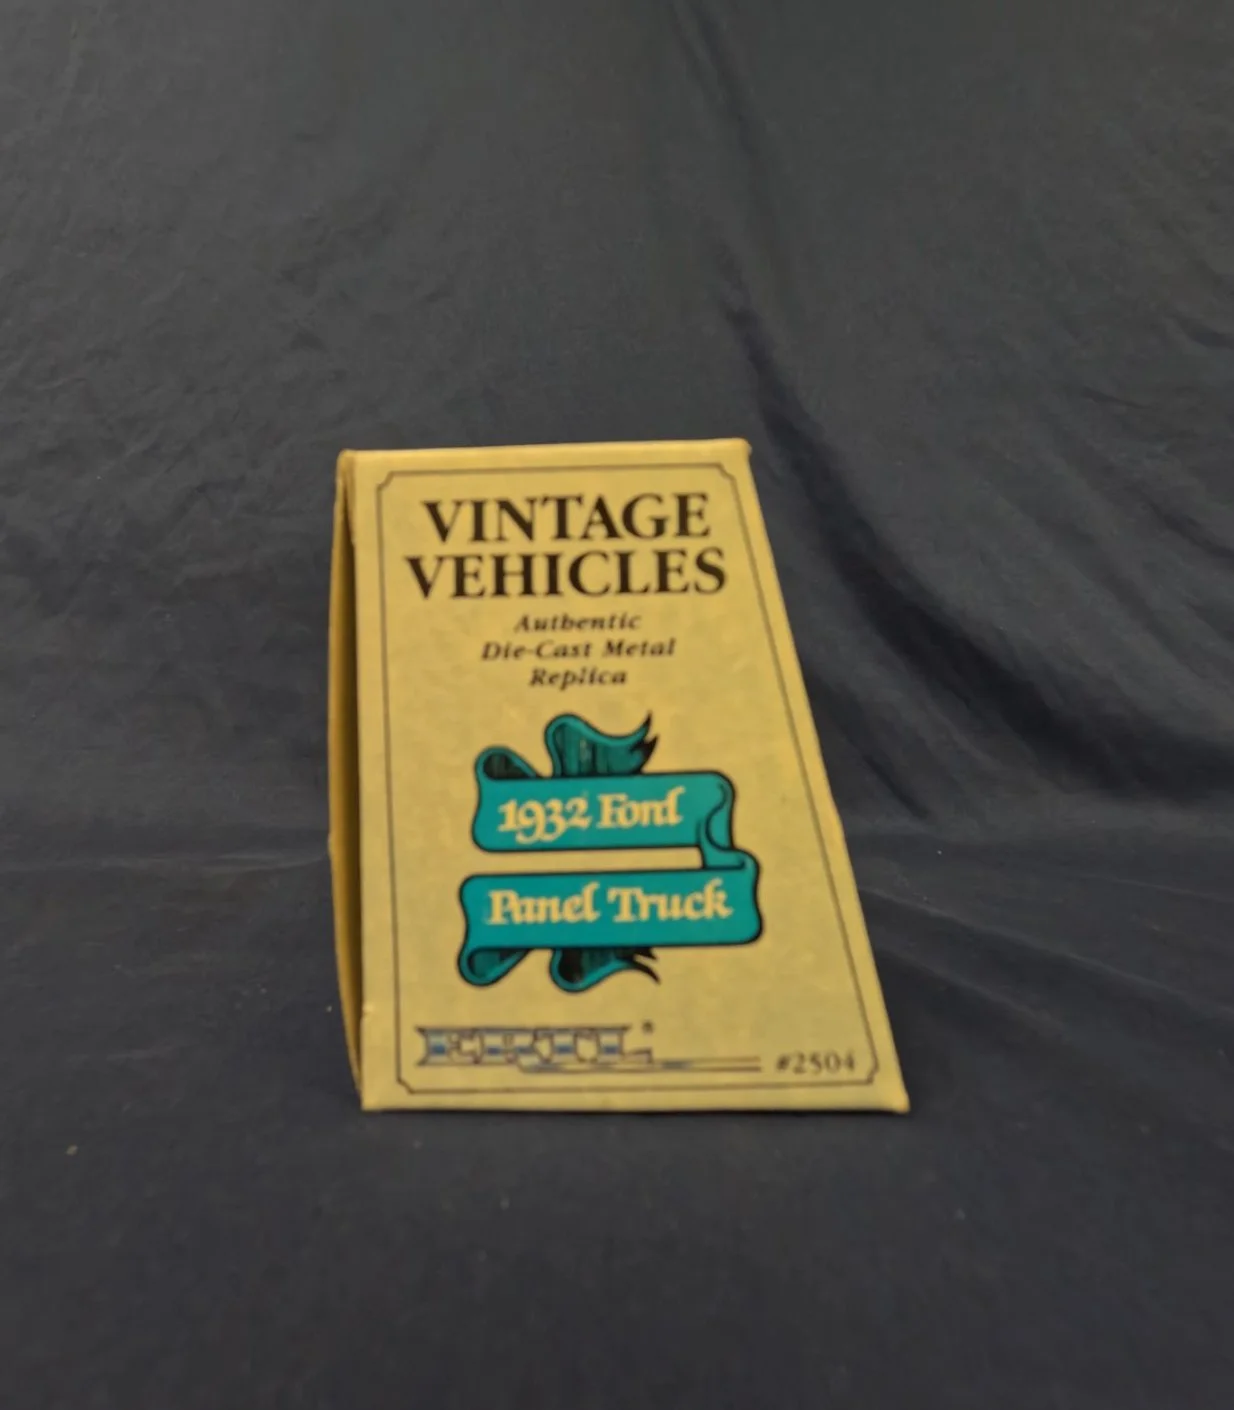 VINTAGE
VEHICLES
Authentic
Die-Cast Metal
Replica
1932 Ford
Panel Truck
ERTL ®
#2504